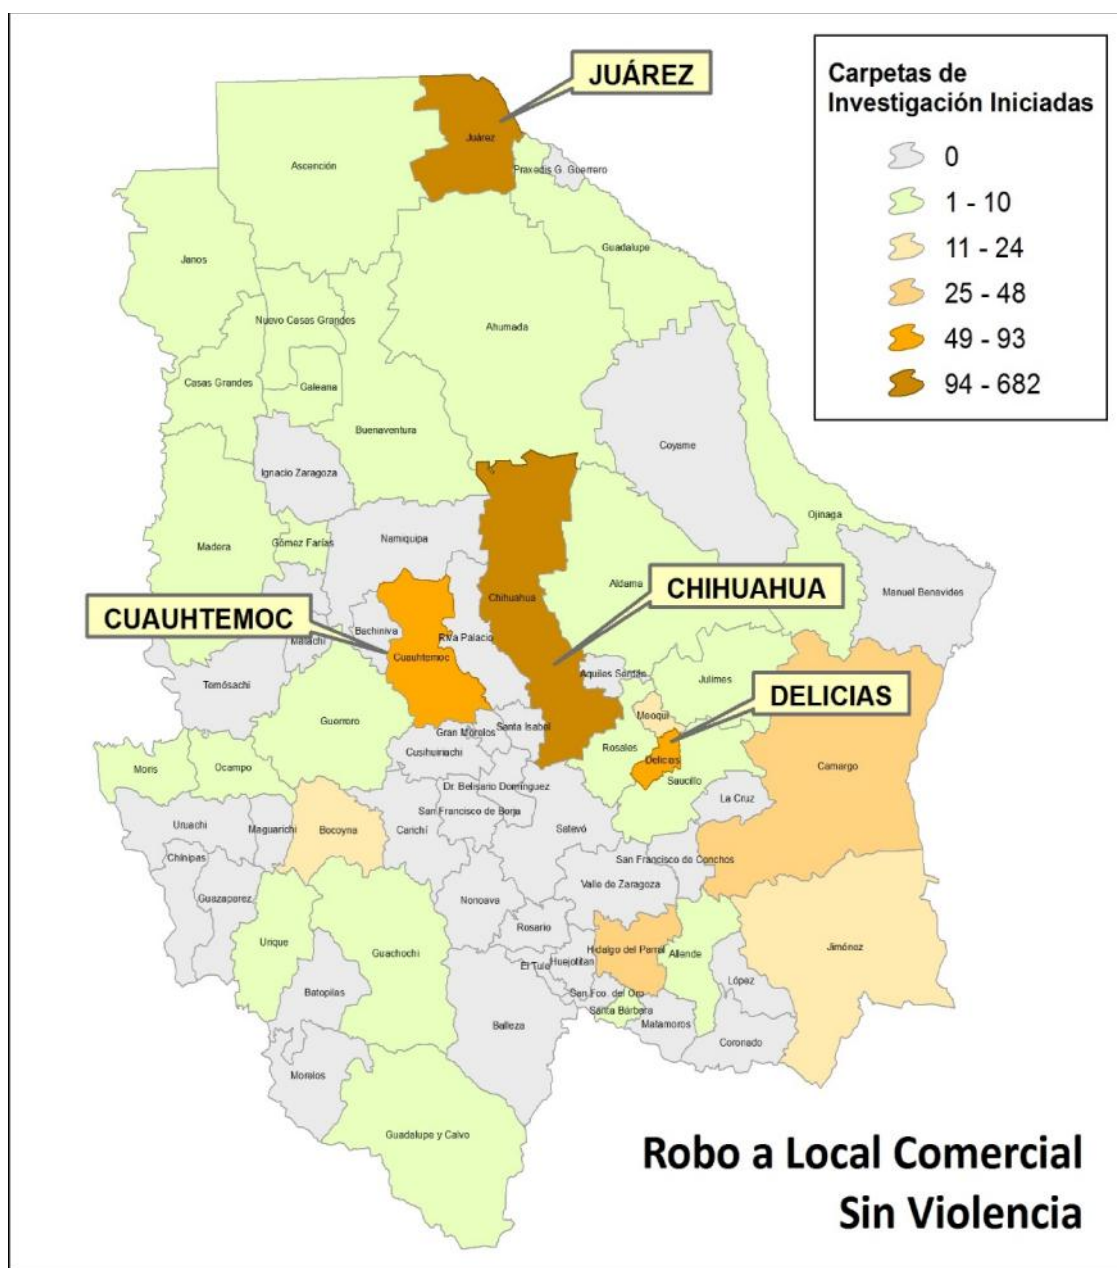 JUÁREZ
Carpetas de
Investigación Iniciadas
0
1 - 10
11 - 24
25 - 48
49 - 93
94 - 682
Juárez
Ascención
Praxedis G. Guerrero
Guadalupe
Janos
Nuevo Casas Grandes
Ahumada
Casas Grandes
Galeana
Buenaventura
Coyame
Ignacio Zaragoza
Ojinaga
Madera
Gómez Farías
Namiquipa
Aldama
CHIHUAHUA
Manuel Benavides
Chihuahua
CUAUHTEMOC
Bachíniva
Riva Palacio
Matachí
Cuauhtemoc
Temósachi
Aquiles Serdán
Julimes
DELICIAS
Meoqui
Guerrero
Santa Isabel
Gran Morelos
Rosales
Delicias
Cusihuiriachi
Moris
Ocampo
Saucillo
Camargo
Dr. Belisario Domínguez
La Cruz
San Francisco de Borja
Uruachi
Maguarichi
Bocoyna
Carichí
Satevó
Chínipas
San Francisco de Conchos
Valle de Zaragoza
Guazaparez
Nonoava
Rosario
Urique
Guachochi
Hidalgo del Parral
Allende
Jiménez
El Tule
Huejotitan
Batopilas
López
San Fco. del Oro
Santa Bárbara
Balleza
Matamoros
Coronado
Morelos
Guadalupe y Calvo
Robo a Local Comercial
Sin Violencia